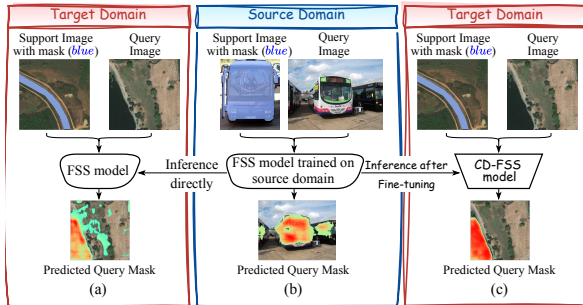 Target Domain
Source Domain
Target Domain
Support Image
with mask (blue)
Query
Image
Support Image
with mask (blue)
Query
Image
Support Image
with mask (blue)
Query
Image
FSS model
Inference
directly
FSS model trained on
source domain
Inference after
Fine-tuning
CD-FSS
model
Predicted Query Mask
Predicted Query Mask
Predicted Query Mask
(a)
(b)
(c)